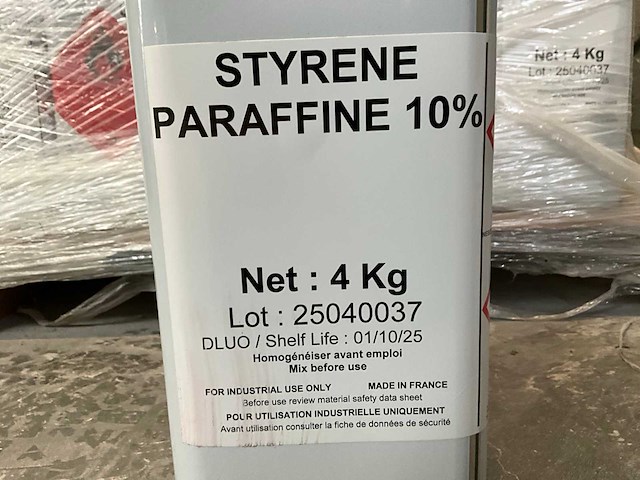 STYRENE
PARAFFINE 10%
Net : 4 Kg
Lot : 25040037
DLUO / Shelf Life : 01/10/25
Homogénéiser avant emploi
Mix before use
FOR INDUSTRIAL USE ONLY MADE IN FRANCE
Before use review material safety data sheet
POUR UTILISATION INDUSTRIELLE UNIQUEMENT
Avant utilisation consulter la fiche de données de sécurité
Net : 4 Kg
Lot : 25040037